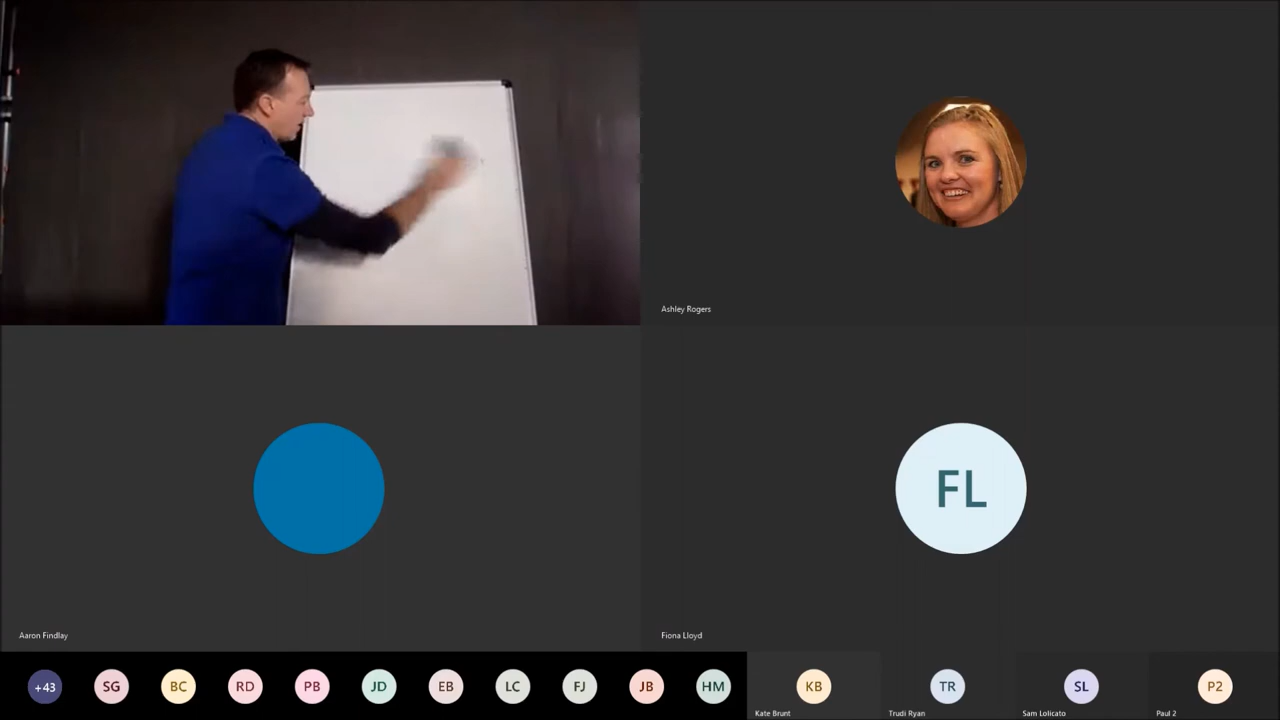 Ashley Rogers
FL
Aaron Findlay
Fiona Lloyd
+43
SG
BC
RD
PB
JD
EB
LC
FJ
JB
HM
KB
TR
SL
P2
Kate Brunt
Trudi Ryan
Sam Lolicato
Paul 2